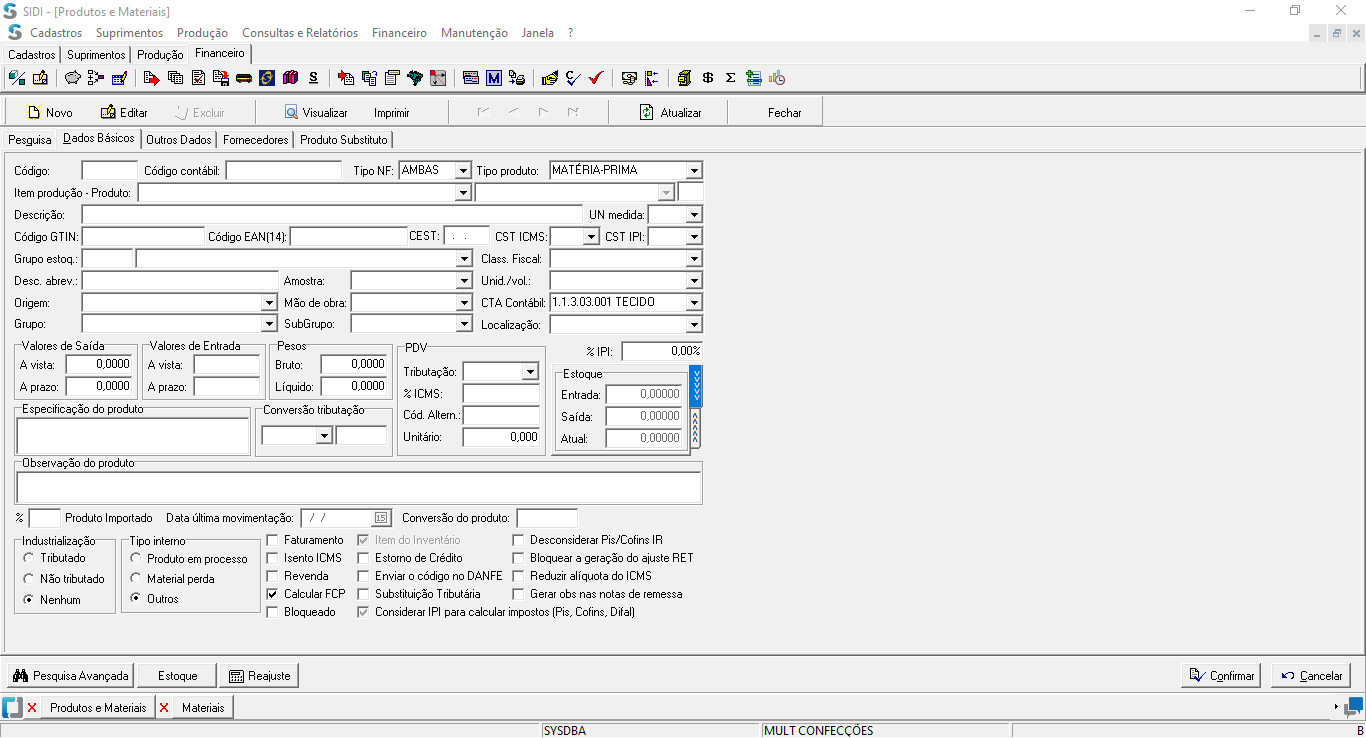 SIDI - [Produtos e Materiais]
Cadastros Suprimentos Produção Consultas e Relatórios Financeiro Manutenção Janela ?
Cadastros Suprimentos Produção Financeiro
Novo Editar Excluir Visualizar Imprimir Atualizar Fechar
Pesquisa Dados Básicos Outros Dados Fornecedores Produto Substituto
Código: Código contábil: Tipo NF: AMBAS Tipo produto: MATÉRIA-PRIMA
Item produção - Produto:
Descrição: UN medida:
Código GTIN: Código EAN(14): CEST: . . CST ICMS: CST IPI:
Grupo estoq.: Class. Fiscal:
Desc. abrev.: Amostra: Unid./vol.:
Origem: Mão de obra: CTA Contábil: 1.1.3.03.001 TECIDO
Grupo: SubGrupo: Localização:
Valores de Saída Valores de Entrada Pesos PDV % IPI: 0,00%
A vista: 0,0000 A vista: Bruto: 0,0000 Tributação: Estoque
A prazo: 0,0000 A prazo: Líquido: 0,0000 % ICMS: Entrada: 0,00000
Especificação do produto Conversão tributação Cód. Altern.: Saída: 0,00000
Unitário: 0,000 Atual: 0,00000
Observação do produto
% Produto Importado Data última movimentação: / / 15 Conversão do produto:
Industrialização Tipo interno Faturamento Item do Inventário Desconsiderar Pis/Cofins IR
Tributado Produto em processo Isento ICMS Estorno de Crédito Bloquear a geração do ajuste RET
Não tributado Material perda Revenda Enviar o código no DANFE Reduzir alíquota do ICMS
Nenhum Outros Calcular FCP Substituição Tributária Gerar obs nas notas de remessa
Bloqueado Considerar IPI para calcular impostos (Pis, Cofins, Difal)
Pesquisa Avançada Estoque Reajuste Confirmar Cancelar
Produtos e Materiais Materiais
SYSDBA MULT CONFECÇÕES B